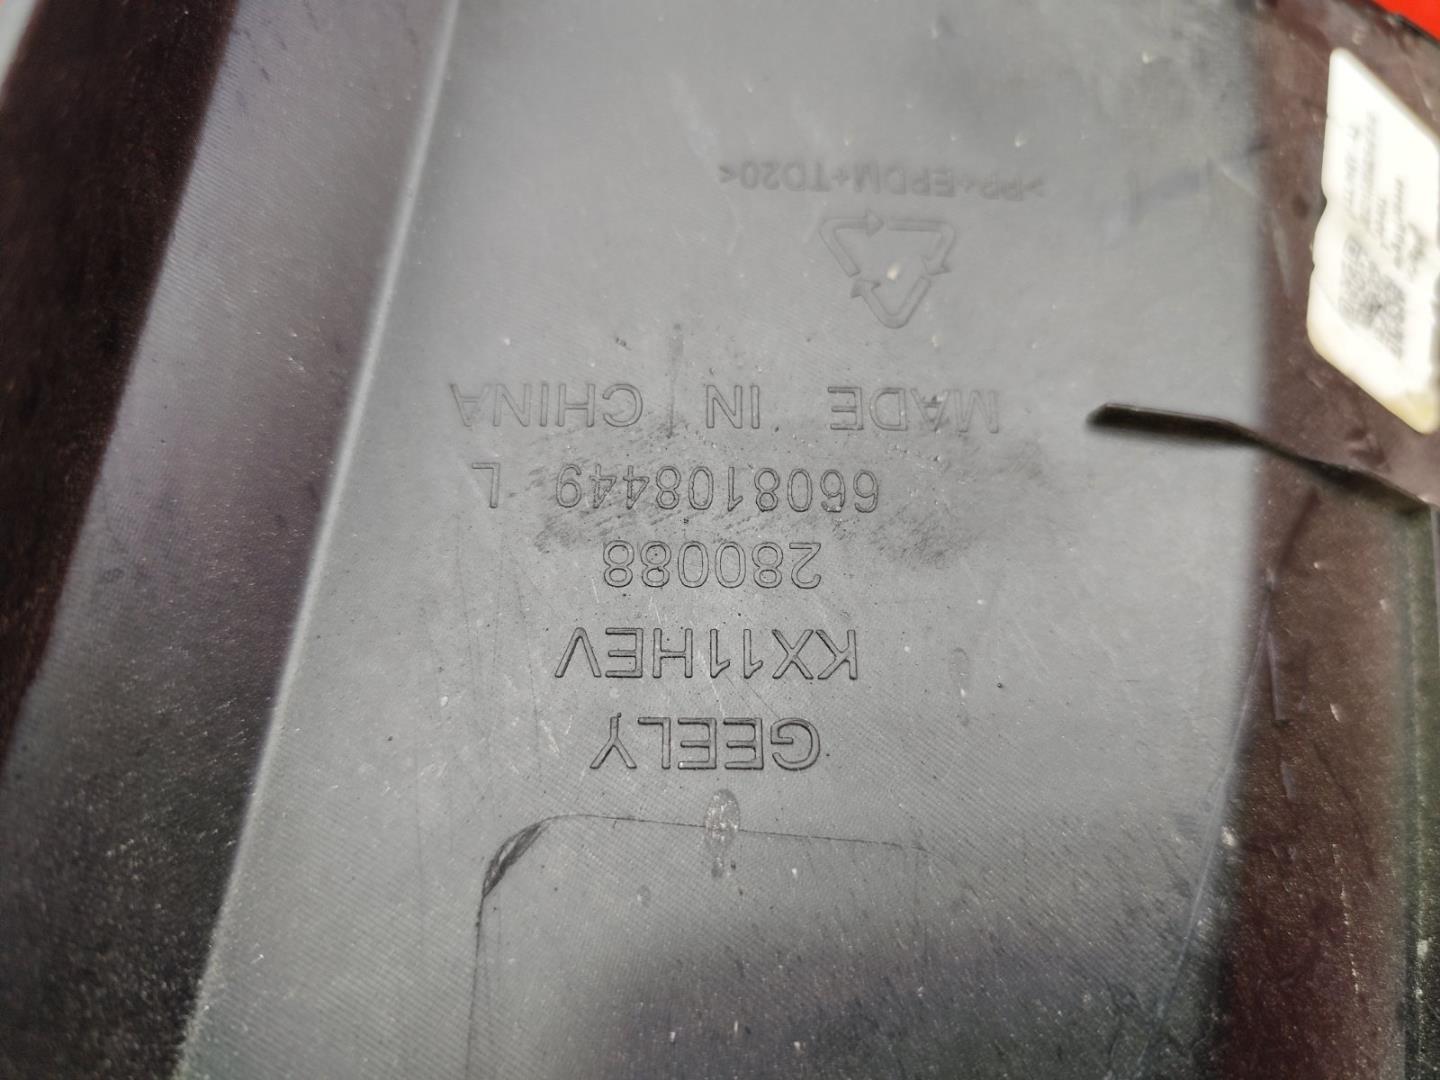 GEELY
KX11HEV
280088
6608108449 L
MADE IN CHINA
>PP+EPDM+TD20<